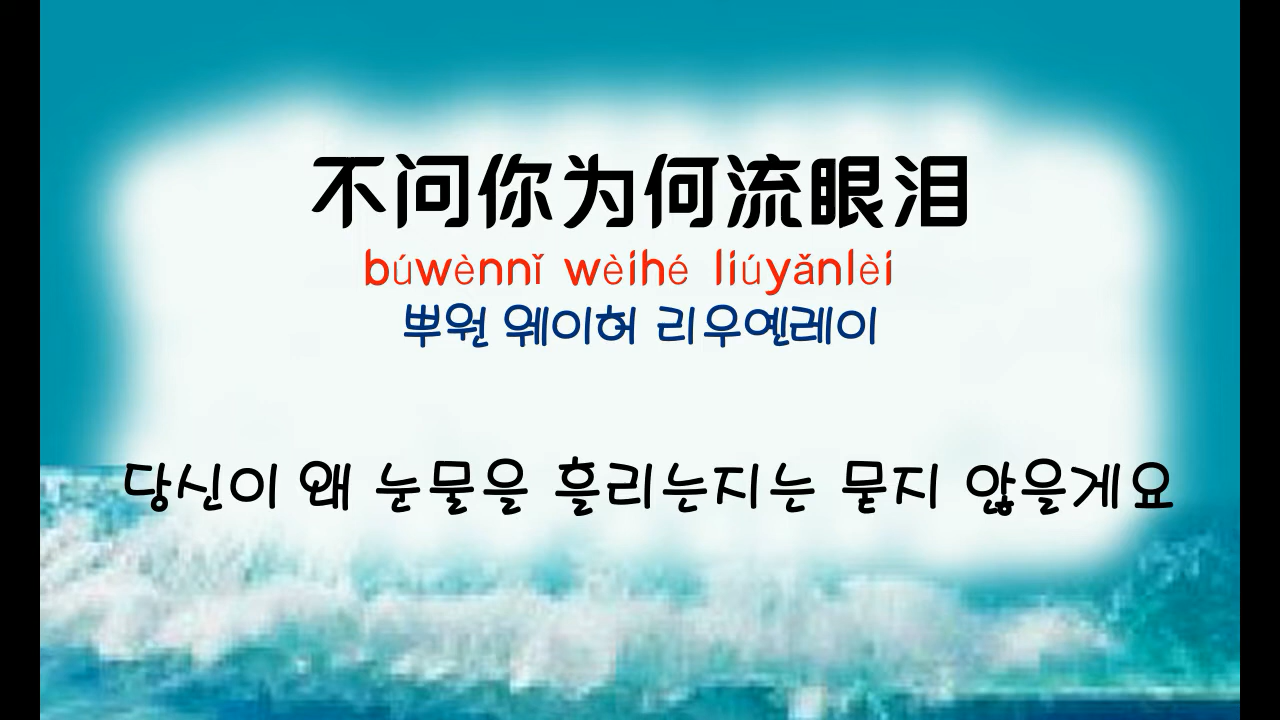 不问你为何流眼泪
búwènnǐ wèihé liúyǎnlèi
뿌원 웨이허 리우옌레이
당신이 왜 눈물을 흘리는지는 묻지 않을게요